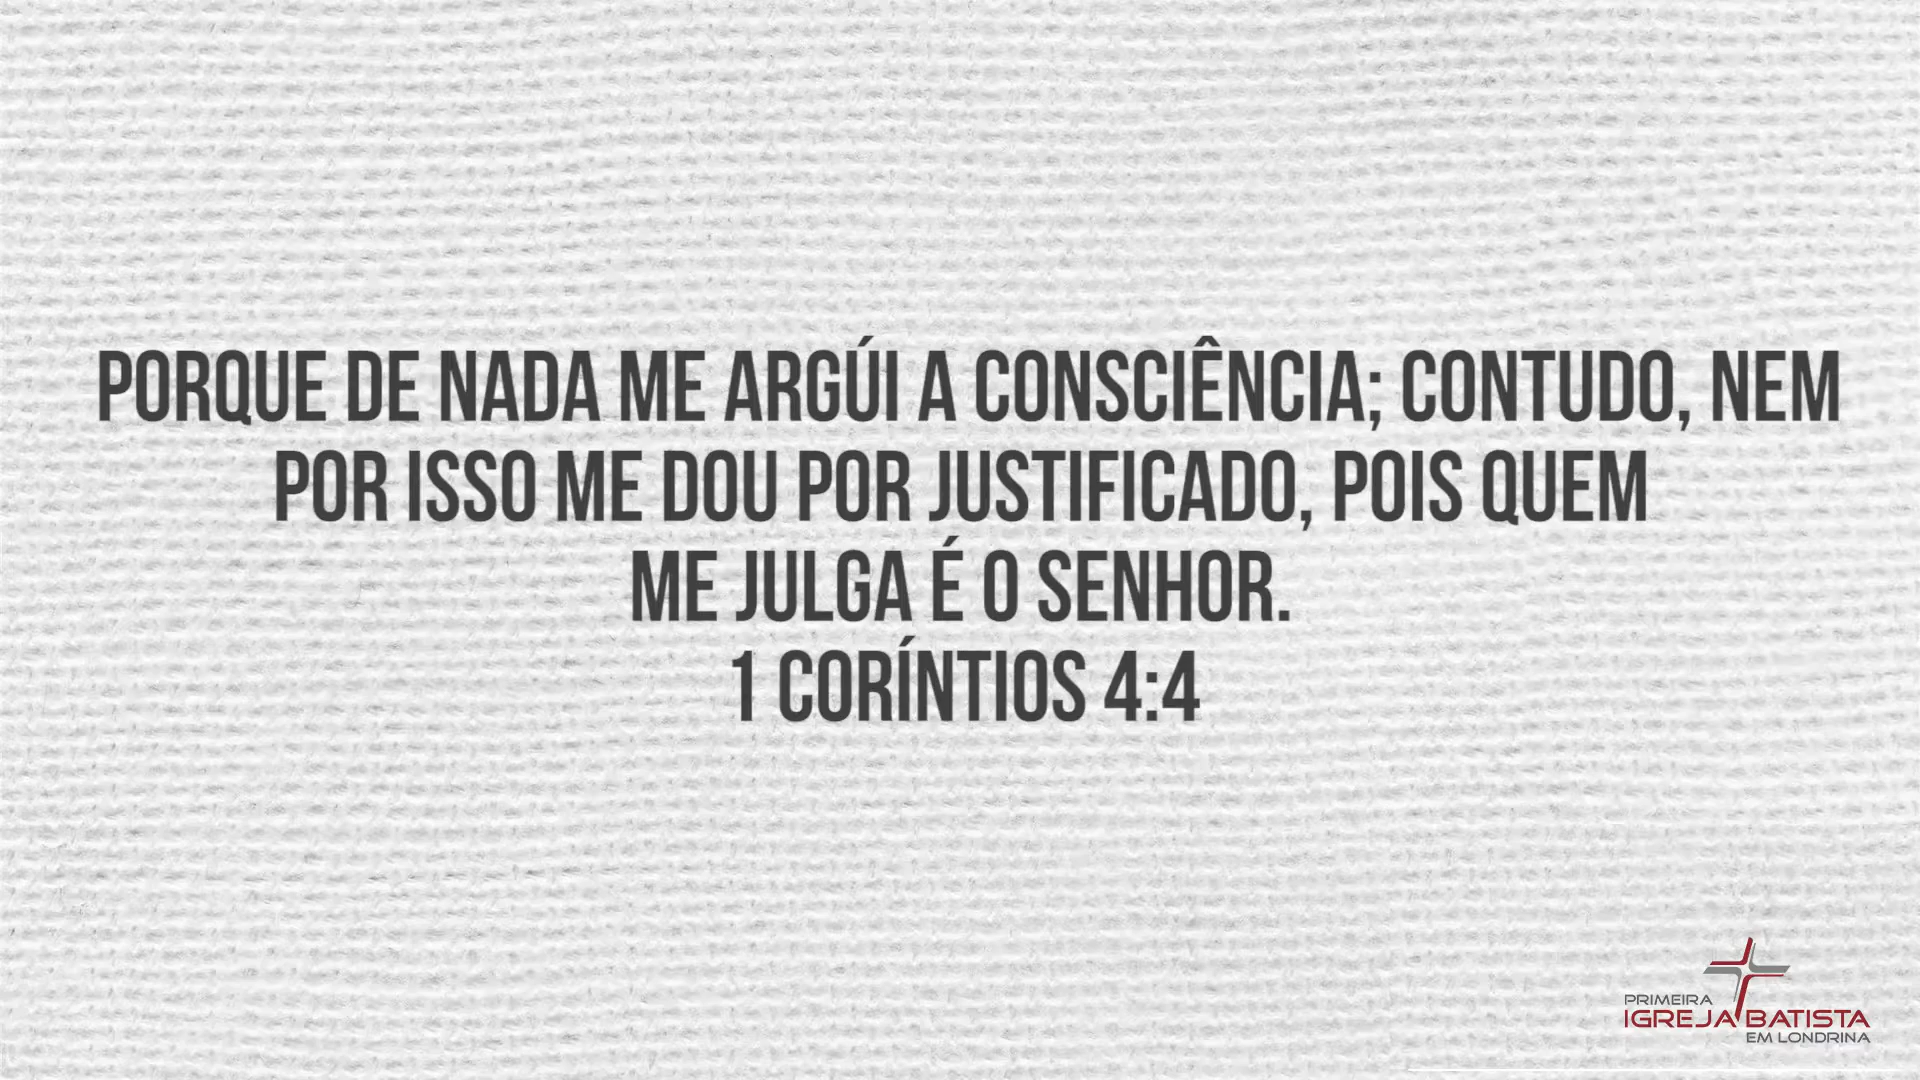 PORQUE DE NADA ME ARGÚI A CONSCIÊNCIA; CONTUDO, NEM
POR ISSO ME DOU POR JUSTIFICADO, POIS QUEM
ME JULGA É O SENHOR.
1 CORÍNTIOS 4:4
PRIMEIRA
IGREJA BATISTA
EM LONDRINA